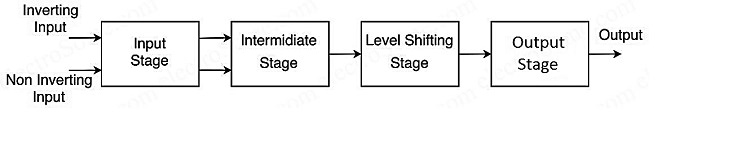 Inverting
Input
Non Inverting
Input
Input
Stage
Intermidiate
Stage
Level Shifting
Stage
Output
Stage
Output